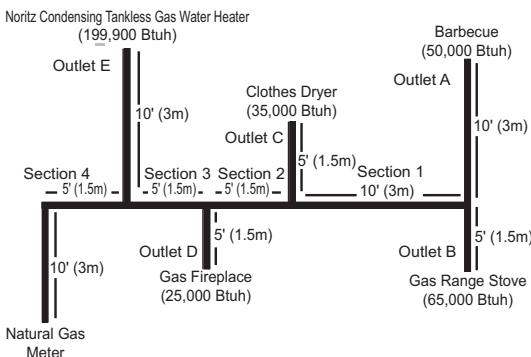 Noritz Condensing Tankless Gas Water Heater
(199,900 Btuh)
Outlet E
10' (3m)
Barbecue
(50,000 Btuh)
Outlet A
10' (3m)
Clothes Dryer
(35,000 Btuh)
Outlet C
5' (1.5m)
Section 4
5' (1.5m)
Section 3
5' (1.5m)
Section 2
5' (1.5m)
Section 1
10' (3m)
10' (3m)
Natural Gas
Meter
Outlet D
5' (1.5m)
Gas Fireplace
(25,000 Btuh)
Outlet B
5' (1.5m)
Gas Range Stove
(65,000 Btuh)